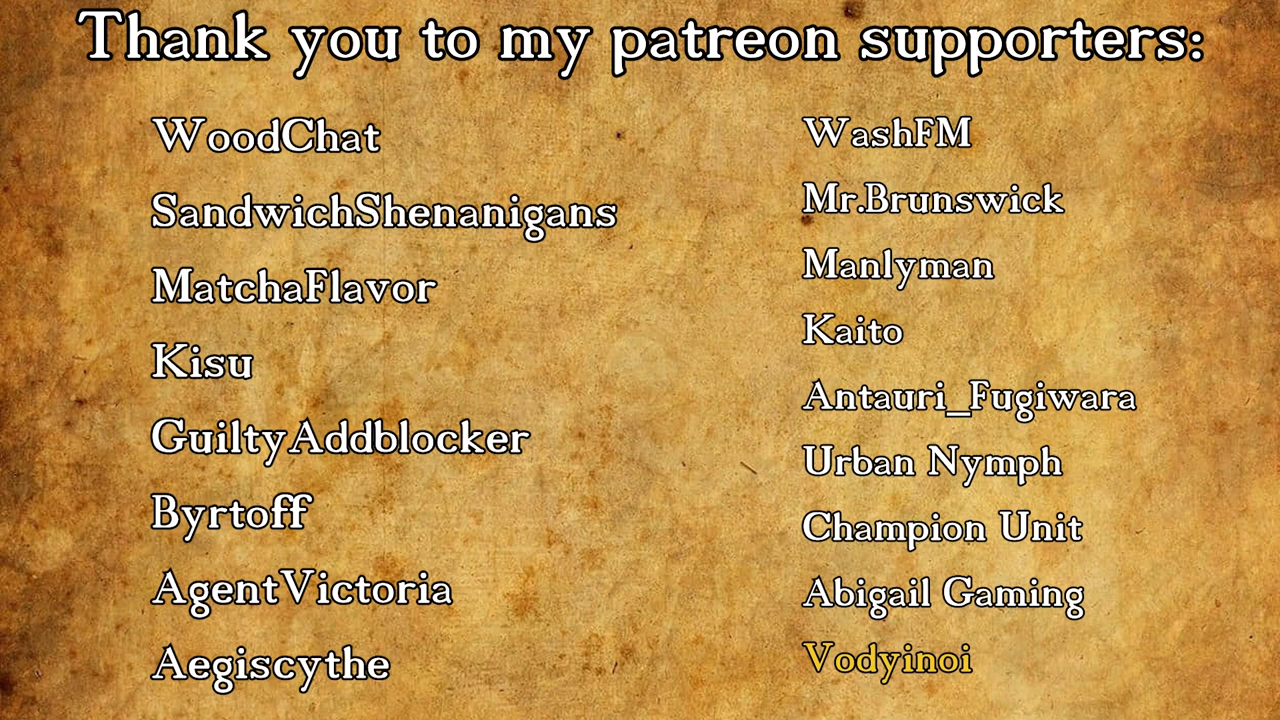 Thank you to my patreon supporters:
WoodChat
SandwichShenanigans
MatchaFlavor
Kisu
GuiltyAddblocker
Byrtoff
AgentVictoria
Aegiscythe
WashFM
Mr.Brunswick
Manlyman
Kaito
Antauri_Fugiwara
Urban Nymph
Champion Unit
Abigail Gaming
Vodyinoi